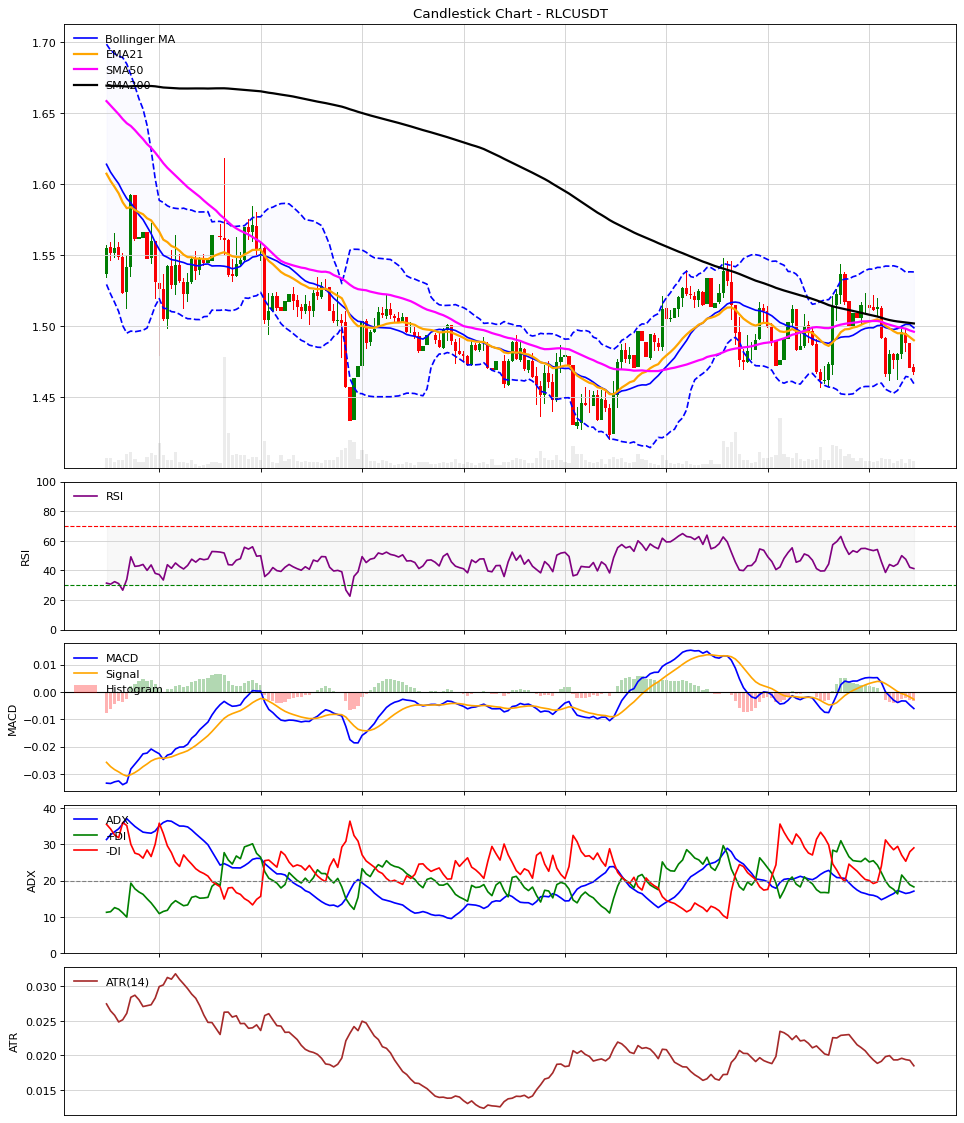 Candlestick Chart - RLCUSDT
Bollinger MA
EMA21
SMA50
SMA200
1.70
1.65
1.60
1.55
1.50
1.45
RSI
100
80
60
40
20
0
RSI
MACD
Signal
Histogram
0.01
0.00
−0.01
−0.02
−0.03
MACD
ADX
+DI
-DI
40
30
20
10
0
ADX
ATR(14)
0.030
0.025
0.020
0.015
ATR